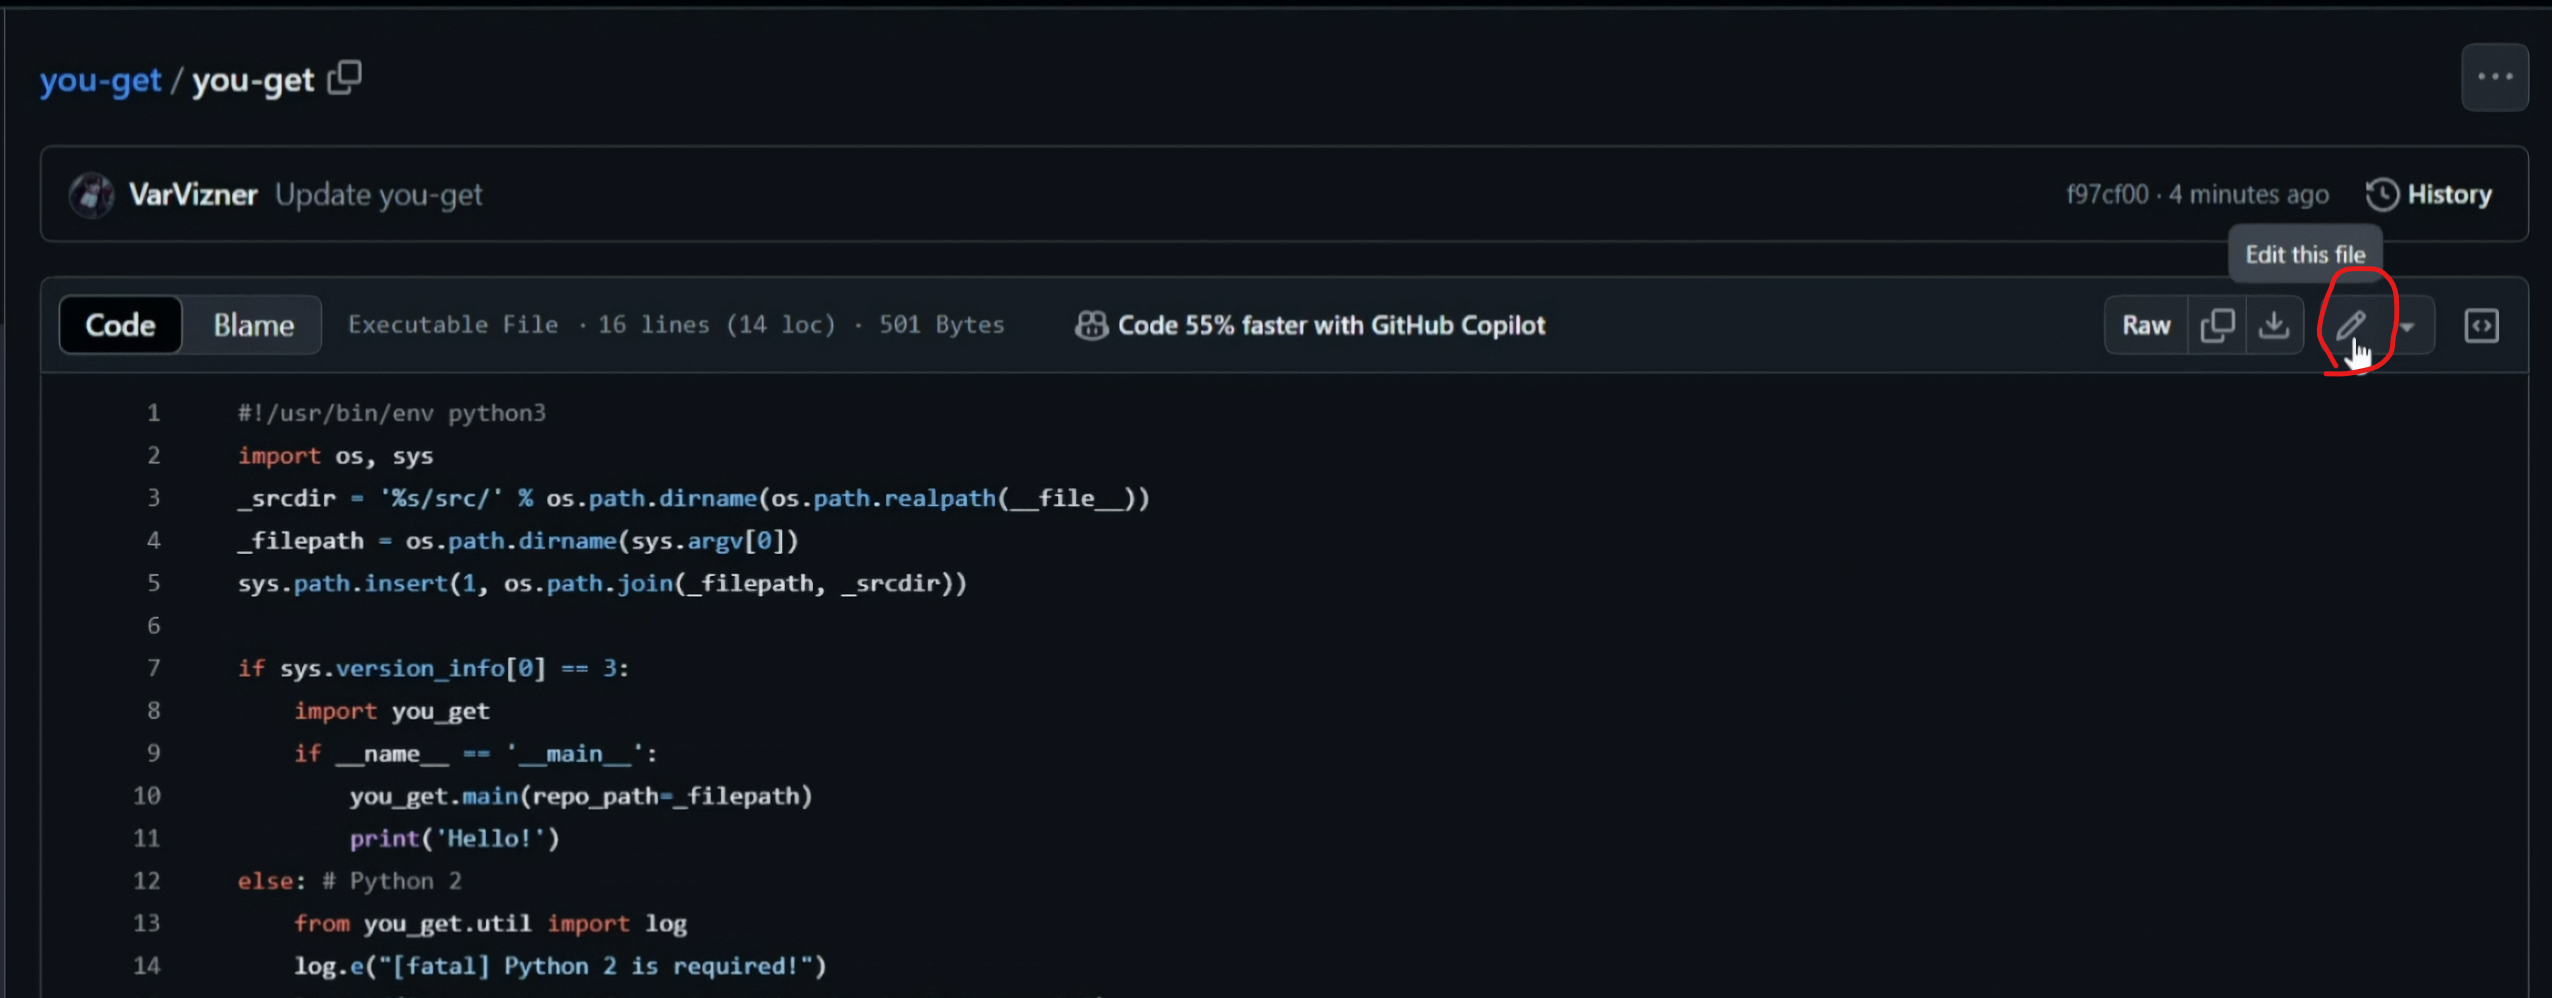 you-get / you-get
VarVizner Update you-get f97cf00 · 4 minutes ago History
Edit this file
Code Blame Executable File · 16 lines (14 loc) · 501 Bytes Code 55% faster with GitHub Copilot Raw
1 #!/usr/bin/env python3
2 import os, sys
3 _srcdir = '%s/src/' % os.path.dirname(os.path.realpath(__file__))
4 _filepath = os.path.dirname(sys.argv[0])
5 sys.path.insert(1, os.path.join(_filepath, _srcdir))
6
7 if sys.version_info[0] == 3:
8     import you_get
9     if __name__ == '__main__':
10         you_get.main(repo_path=_filepath)
11         print('Hello!')
12 else: # Python 2
13     from you_get.util import log
14     log.e("[fatal] Python 2 is required!")